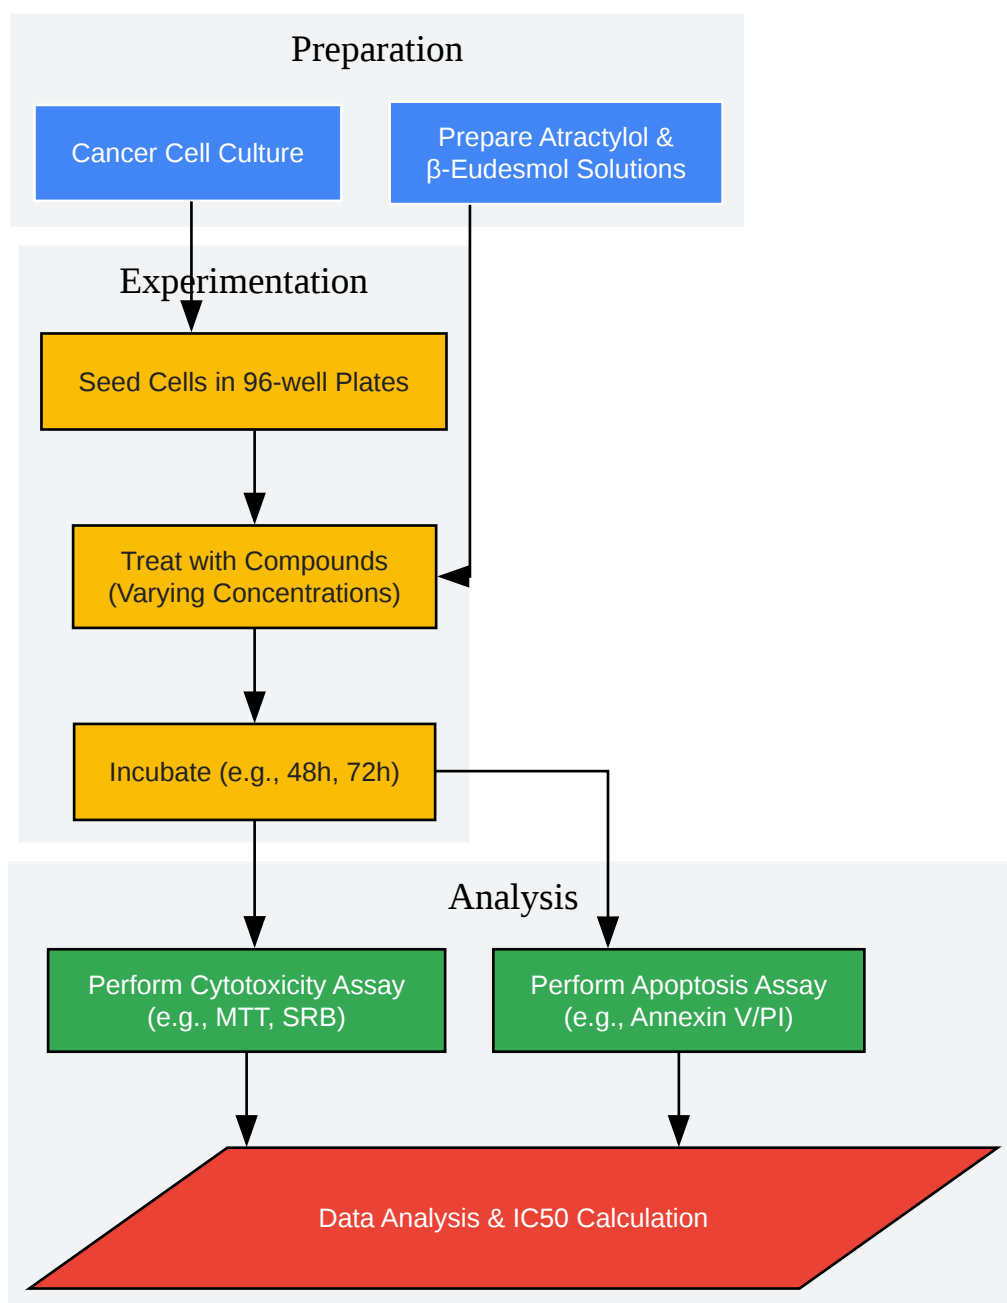 Preparation
Cancer Cell Culture
Prepare Atractylol &
β-Eudesmol Solutions
Experimentation
Seed Cells in 96-well Plates
Treat with Compounds
(Varying Concentrations)
Incubate (e.g., 48h, 72h)
Analysis
Perform Cytotoxicity Assay
(e.g., MTT, SRB)
Perform Apoptosis Assay
(e.g., Annexin V/PI)
Data Analysis & IC50 Calculation